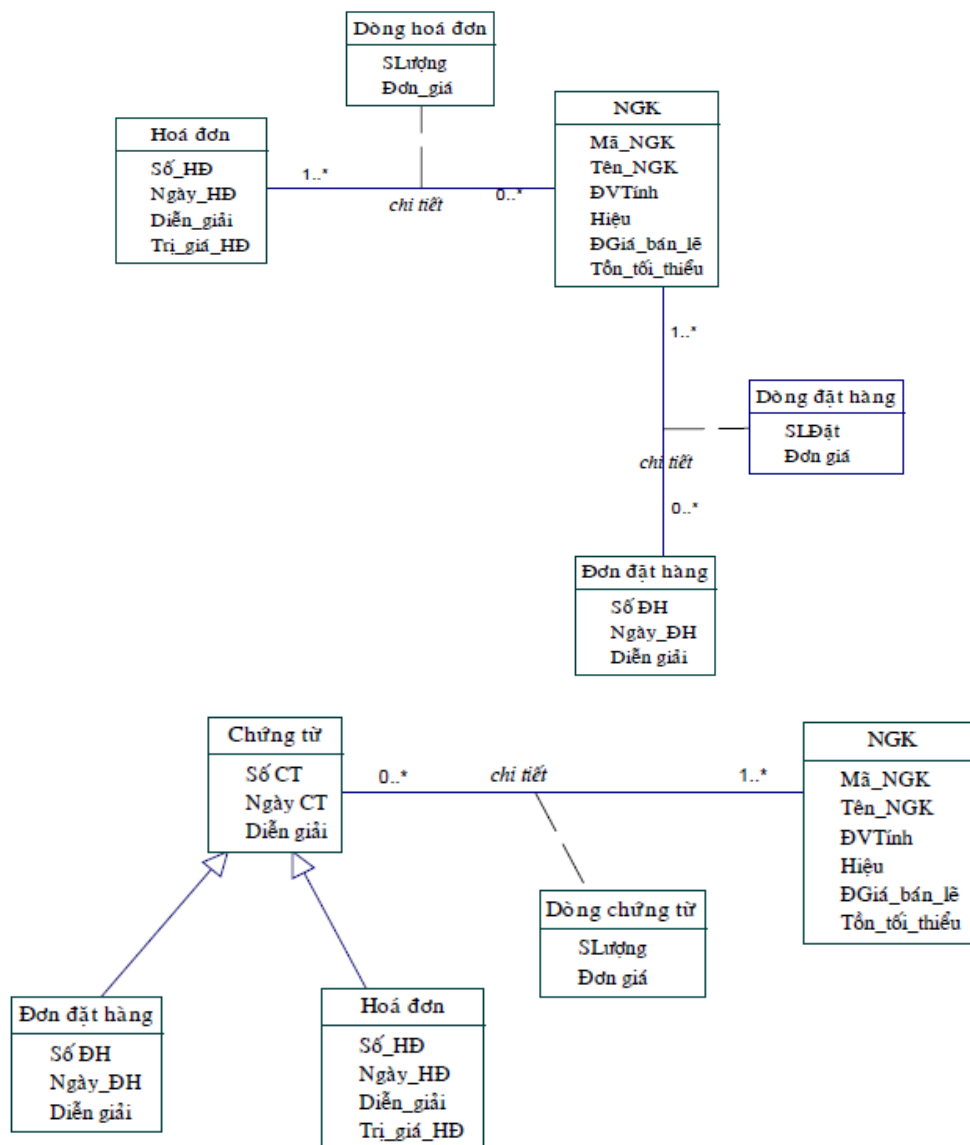 Dòng hoá đơn
SLượng
Đơn_giá
Hoá đơn
Số_HĐ
Ngày_HĐ
Diễn_giải
Trị_giá_HĐ
1..*
chi tiết
0..*
NGK
Mã_NGK
Tên_NGK
ĐVTính
Hiệu
ĐGiá_bán_lẽ
Tồn_tối_thiểu
1..*
Dòng đặt hàng
SLĐặt
Đơn giá
chi tiết
0..*
Đơn đặt hàng
Số ĐH
Ngày_ĐH
Diễn giải
Chứng từ
Số CT
Ngày CT
Diễn giải
0..*
chi tiết
1..*
NGK
Mã_NGK
Tên_NGK
ĐVTính
Hiệu
ĐGiá_bán_lẽ
Tồn_tối_thiểu
Dòng chứng từ
SLượng
Đơn giá
Đơn đặt hàng
Số ĐH
Ngày_ĐH
Diễn giải
Hoá đơn
Số_HĐ
Ngày_HĐ
Diễn_giải
Trị_giá_HĐ